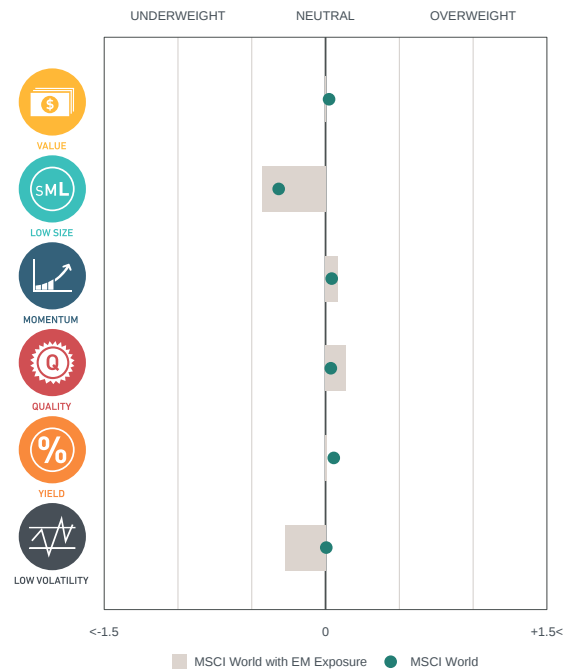 UNDERWEIGHT NEUTRAL OVERWEIGHT
$
VALUE
SML
LOW SIZE
MOMENTUM
Q
QUALITY
%
YIELD
LOW VOLATILITY
<-1.5 0 +1.5<
MSCI World with EM Exposure MSCI World